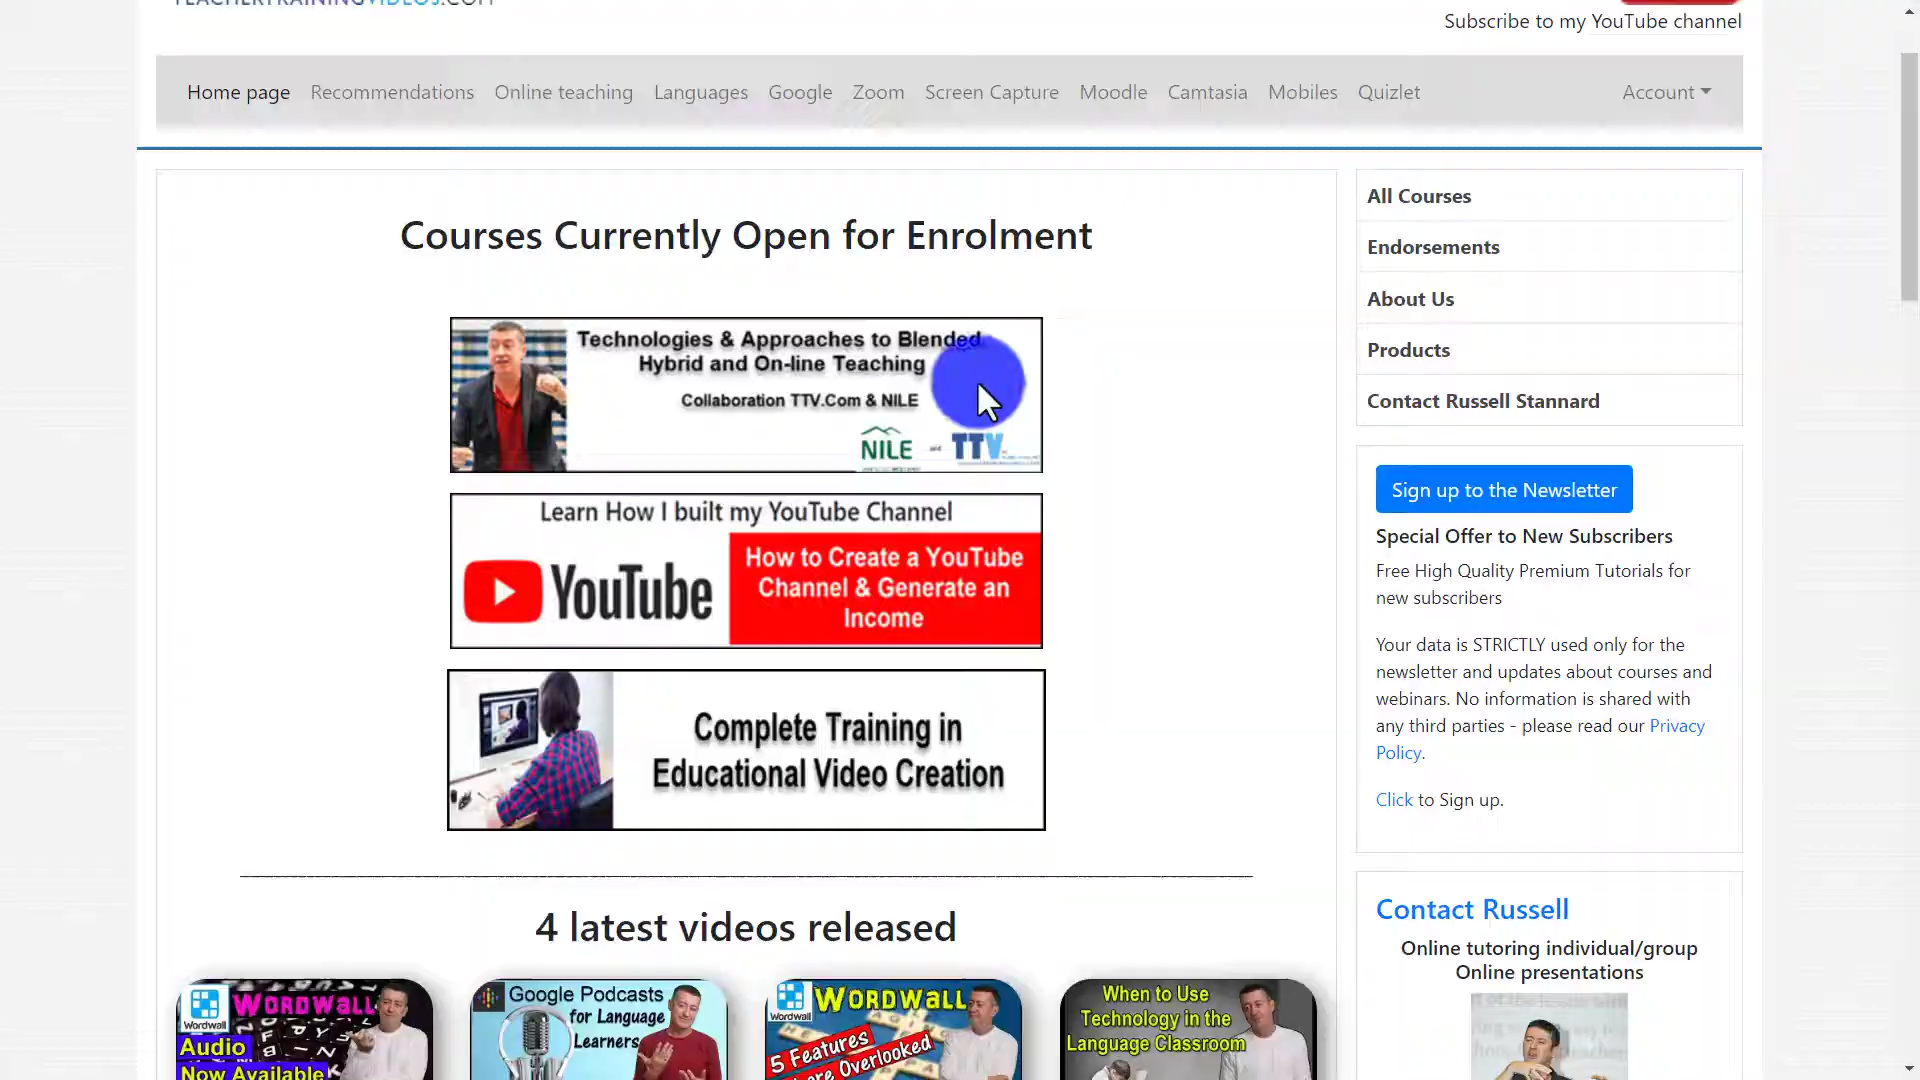 TEACHERTRAININGVIDEOS.COM
Subscribe to my YouTube channel
Home page Recommendations Online teaching Languages Google Zoom Screen Capture Moodle Camtasia Mobiles Quizlet Account
Courses Currently Open for Enrolment
Technologies & Approaches to Blended
Hybrid and On-line Teaching
Collaboration TTV.Com & NILE
NILE and TTV
Learn How I built my YouTube Channel
YouTube
How to Create a YouTube
Channel & Generate an
Income
Complete Training in
Educational Video Creation
4 latest videos released
Wordwall
WORDWALL
Audio
Now Available
Google Podcasts
for Language
Learners
Wordwall
WORDWALL
5 Features
Overlooked
When to Use
Technology in the
Language Classroom
All Courses
Endorsements
About Us
Products
Contact Russell Stannard
Sign up to the Newsletter
Special Offer to New Subscribers
Free High Quality Premium Tutorials for
new subscribers
Your data is STRICTLY used only for the
newsletter and updates about courses and
webinars. No information is shared with
any third parties - please read our Privacy
Policy.
Click to Sign up.
Contact Russell
Online tutoring individual/group
Online presentations